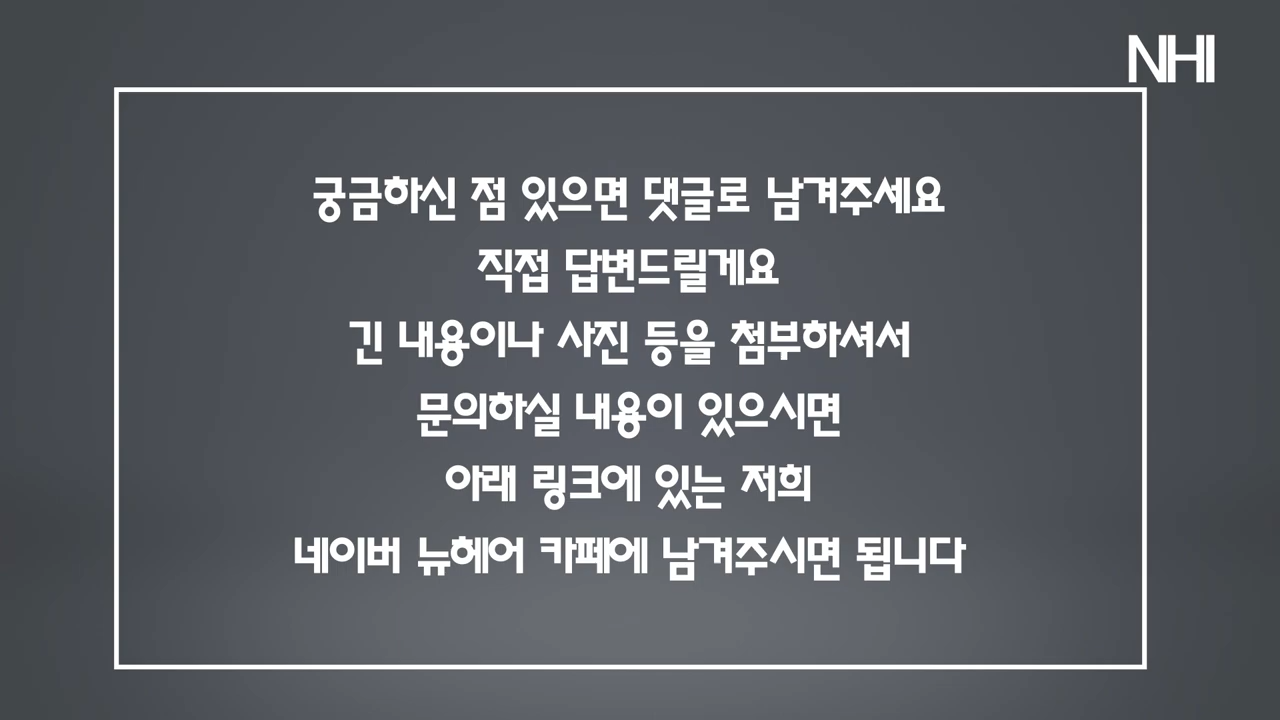 NHI
궁금하신 점 있으면 댓글로 남겨주세요
직접 답변드릴게요
긴 내용이나 사진 등을 첨부하셔서
문의하실 내용이 있으시면
아래 링크에 있는 저희
네이버 뉴헤어 카페에 남겨주시면 됩니다